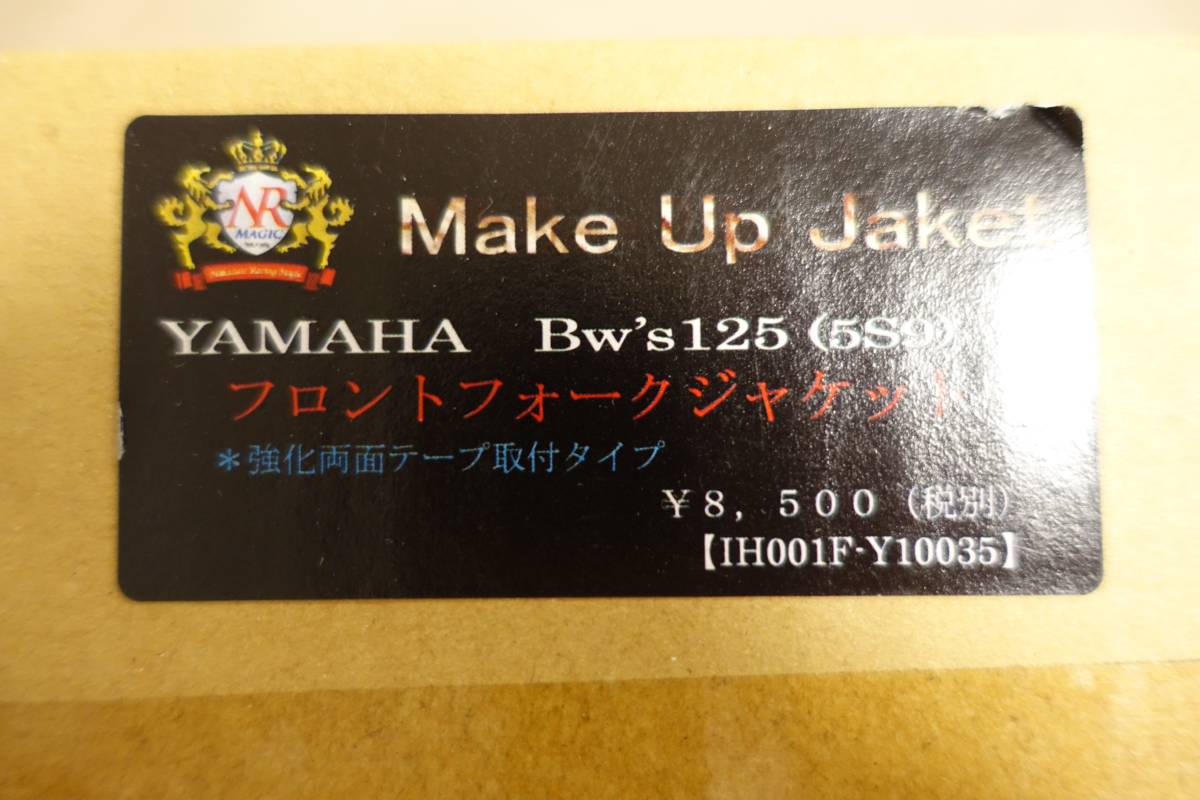 NR
MAGIC
Make Up Jaket
YAMAHA Bw's125 (5S9)
フロントフォークジャケット
*強化両面テープ取付タイプ
¥8,500(税別)
【IH001F-Y10035】